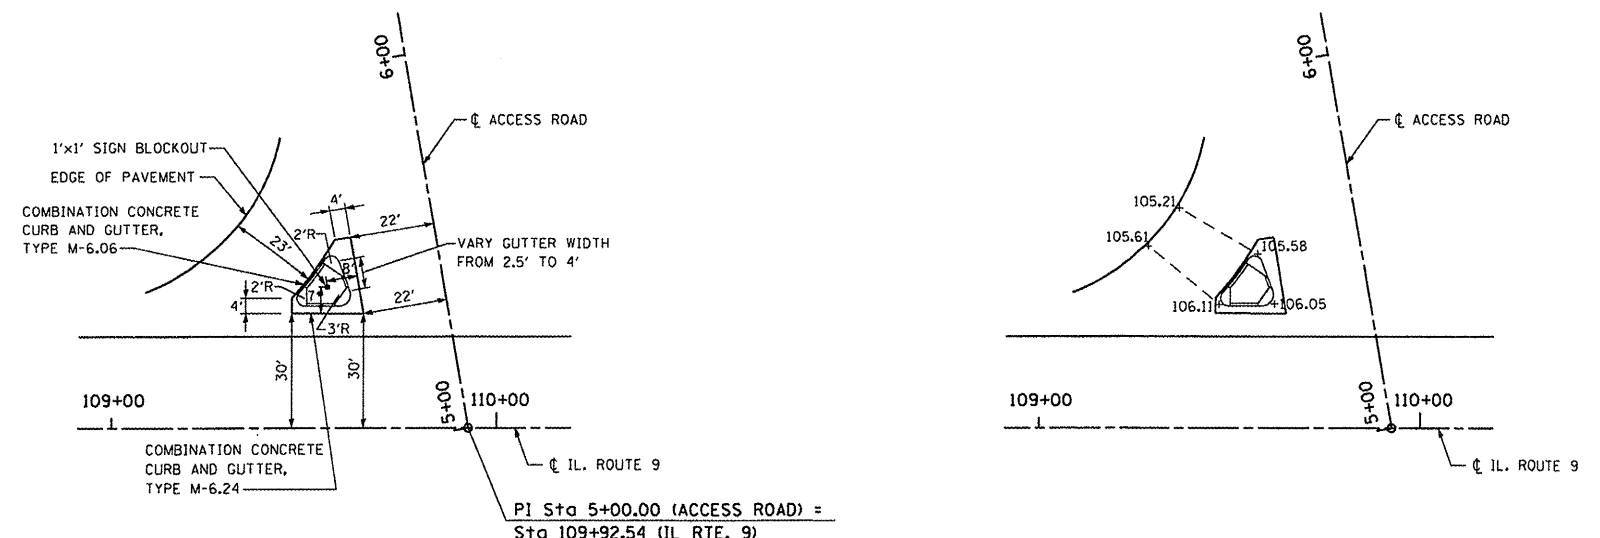 6+00
℄ ACCESS ROAD
1'x1' SIGN BLOCKOUT
EDGE OF PAVEMENT
COMBINATION CONCRETE
CURB AND GUTTER,
TYPE M-6.06
4'
22'
23'
2'R
8'
VARY GUTTER WIDTH
FROM 2.5' TO 4'
2'R
7'
4'
22'
3'R
30'
30'
109+00
5+00
110+00
COMBINATION CONCRETE
CURB AND GUTTER,
TYPE M-6.24
℄ IL. ROUTE 9
PI Sta 5+00.00 (ACCESS ROAD) =
Sta 109+92.54 (IL RTE. 9)
6+00
℄ ACCESS ROAD
105.21
105.61
105.58
106.11
106.05
109+00
5+00
110+00
℄ IL. ROUTE 9